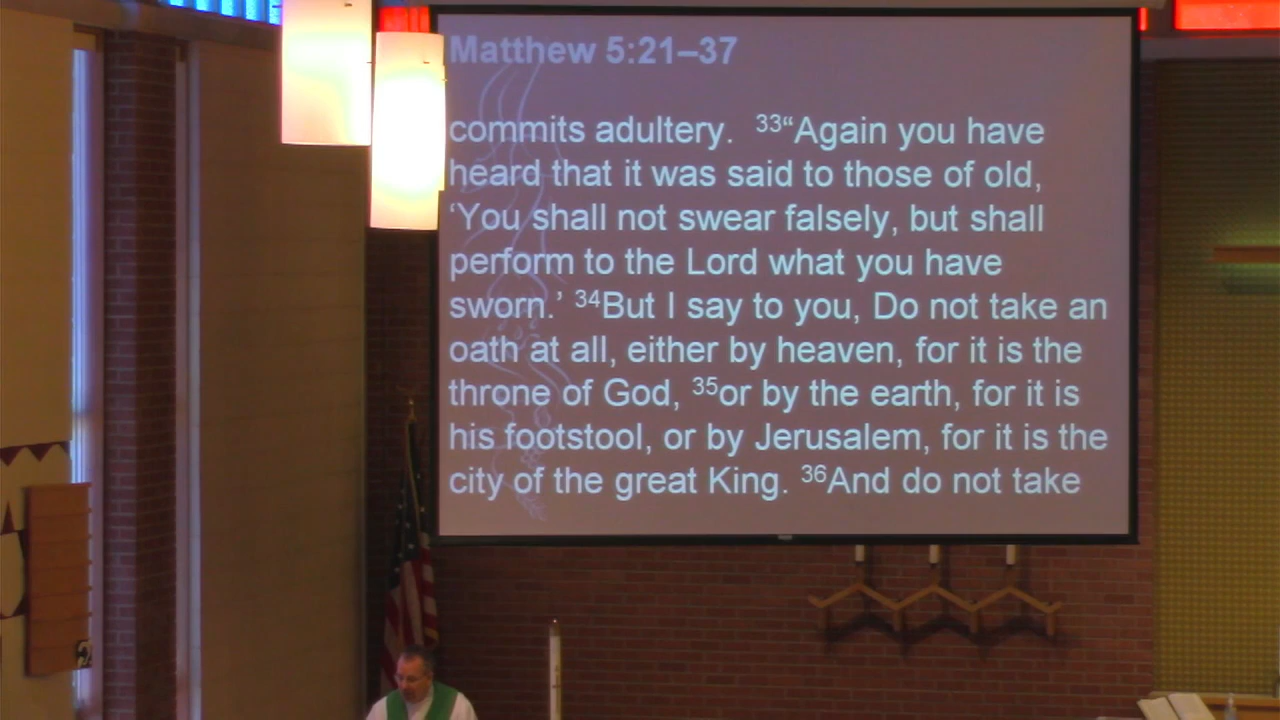 Matthew 5:21–37
commits adultery. 33“Again you have
heard that it was said to those of old,
‘You shall not swear falsely, but shall
perform to the Lord what you have
sworn.’ 34But I say to you, Do not take an
oath at all, either by heaven, for it is the
throne of God, 35or by the earth, for it is
his footstool, or by Jerusalem, for it is the
city of the great King. 36And do not take